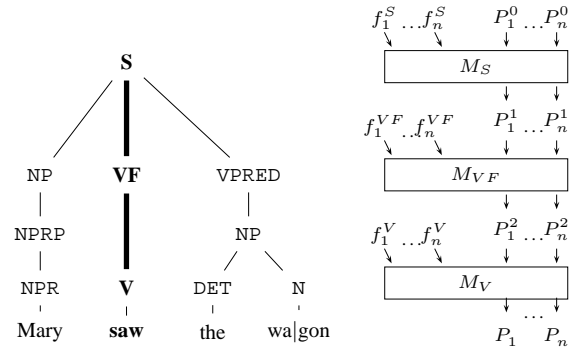 S
NP VF VPRED
NPRP NP
NPR V DET N
Mary saw the wa|gon
f_1^S …f_n^S P_1^0 …P_n^0
M_S
P_1^1 …P_n^1
f_1^{VF} …f_n^{VF}
M_{VF}
P_1^2 …P_n^2
f_1^V …f_n^V
M_V
…
P_1 P_n